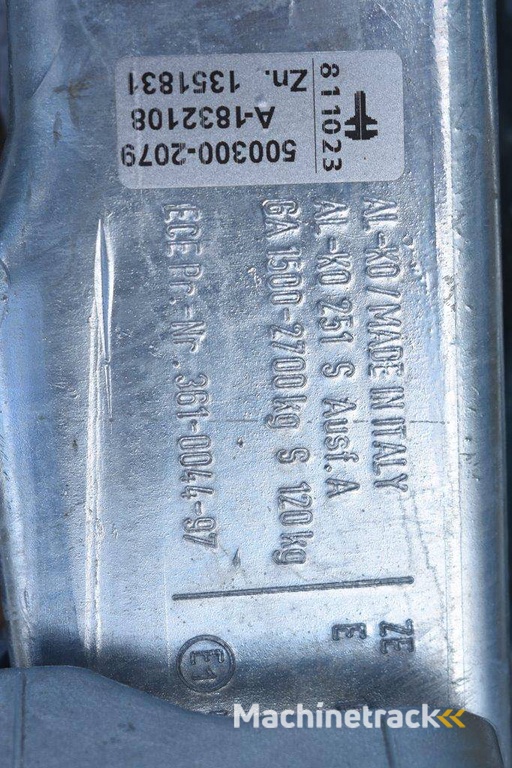 500300-2079
A-1832108
Zn. 1351831
811023
AL-KO/MADE IN ITALY
AL-KO 251 S Ausf.A
GA 1500-2700kg S 120kg
ECE Pr.-Nr. 361-0044-97
ZE
E
E1
Machinetrack